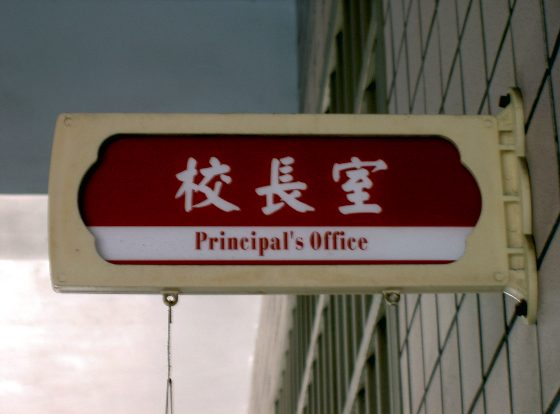 校長室
Principal's Office